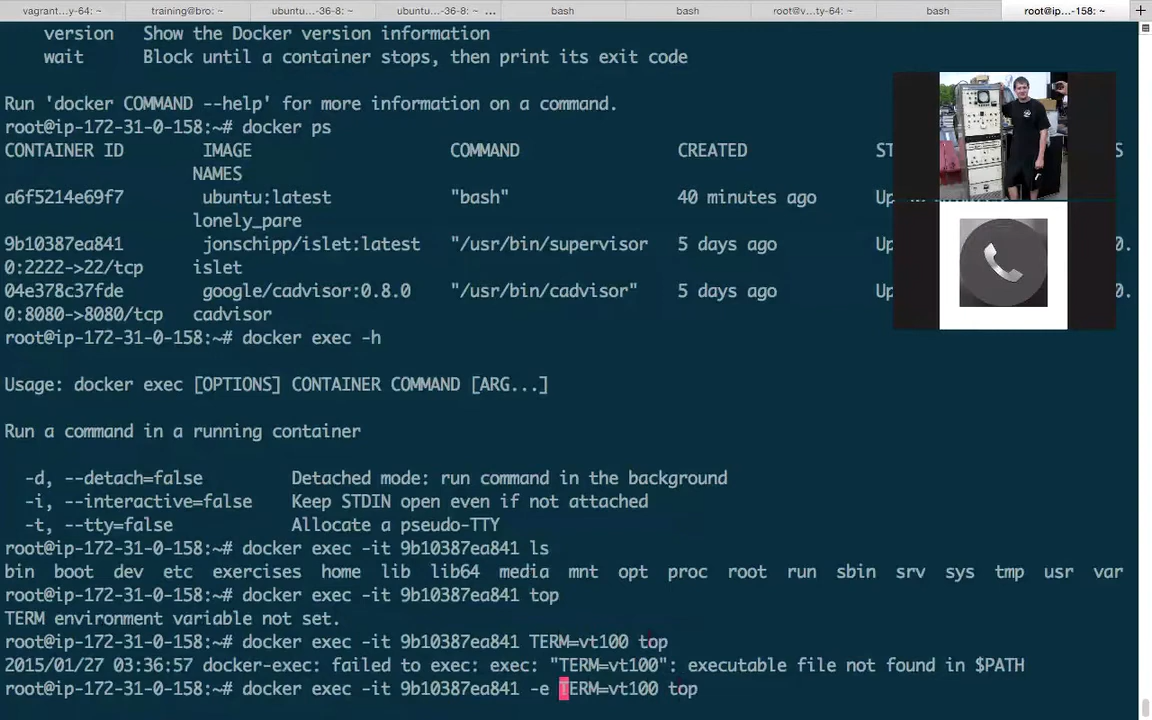 vagrant...y-64: ~ training@bro: ~ ubuntu...-36-8: ~ ubuntu...-36-8: ~ ... bash bash root@v...ty-64: ~ bash root@ip...-158: ~ +
version Show the Docker version information
wait Block until a container stops, then print its exit code
Run 'docker COMMAND --help' for more information on a command.
root@ip-172-31-0-158:~# docker ps
CONTAINER ID IMAGE COMMAND CREATED ST S
NAMES
a6f5214e69f7 ubuntu:latest "bash" 40 minutes ago Up
lonely_pare
9b10387ea841 jonschipp/islet:latest "/usr/bin/supervisor 5 days ago Up 0.
0:2222->22/tcp islet
04e378c37fde google/cadvisor:0.8.0 "/usr/bin/cadvisor" 5 days ago Up 0.
0:8080->8080/tcp cadvisor
root@ip-172-31-0-158:~# docker exec -h
Usage: docker exec [OPTIONS] CONTAINER COMMAND [ARG...]
Run a command in a running container
-d, --detach=false Detached mode: run command in the background
-i, --interactive=false Keep STDIN open even if not attached
-t, --tty=false Allocate a pseudo-TTY
root@ip-172-31-0-158:~# docker exec -it 9b10387ea841 ls
bin boot dev etc exercises home lib lib64 media mnt opt proc root run sbin srv sys tmp usr var
root@ip-172-31-0-158:~# docker exec -it 9b10387ea841 top
TERM environment variable not set.
root@ip-172-31-0-158:~# docker exec -it 9b10387ea841 TERM=vt100 top
2015/01/27 03:36:57 docker-exec: failed to exec: exec: "TERM=vt100": executable file not found in $PATH
root@ip-172-31-0-158:~# docker exec -it 9b10387ea841 -e TERM=vt100 top